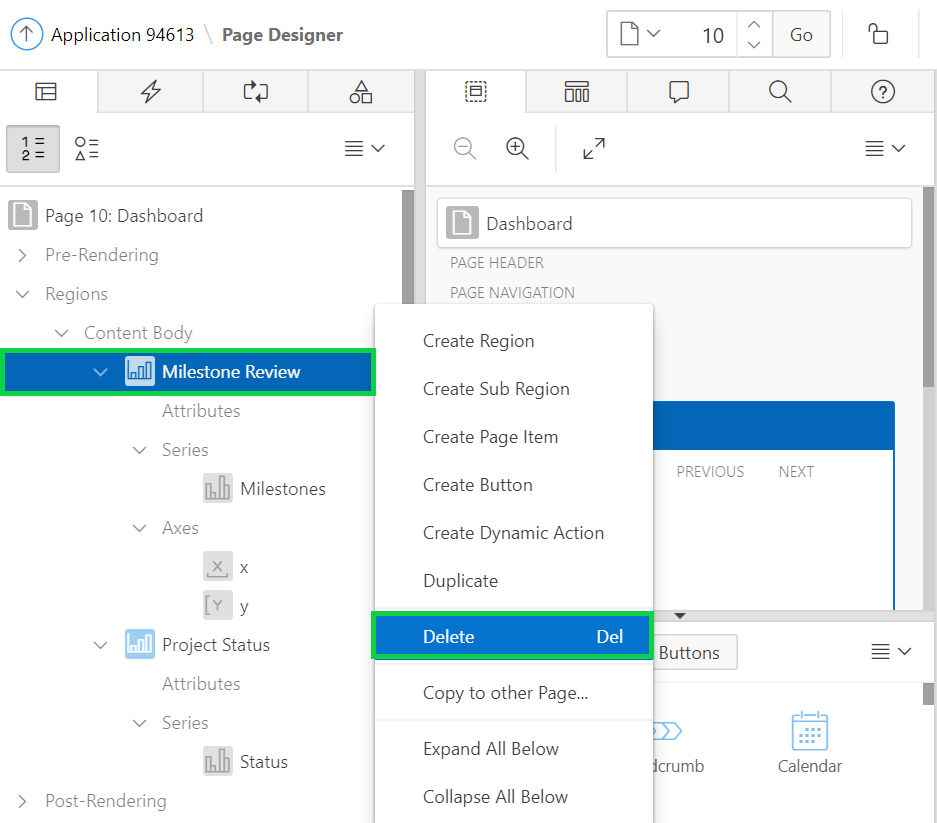 Application 94613 \ Page Designer
10
Go
Page 10: Dashboard
Pre-Rendering
Regions
Content Body
Milestone Review
Attributes
Series
Milestones
Axes
x
y
Project Status
Attributes
Series
Status
Post-Rendering
Dashboard
PAGE HEADER
PAGE NAVIGATION
PREVIOUS NEXT
Create Region
Create Sub Region
Create Page Item
Create Button
Create Dynamic Action
Duplicate
Delete Del
Copy to other Page...
Expand All Below
Collapse All Below
Buttons
dcrumb
Calendar